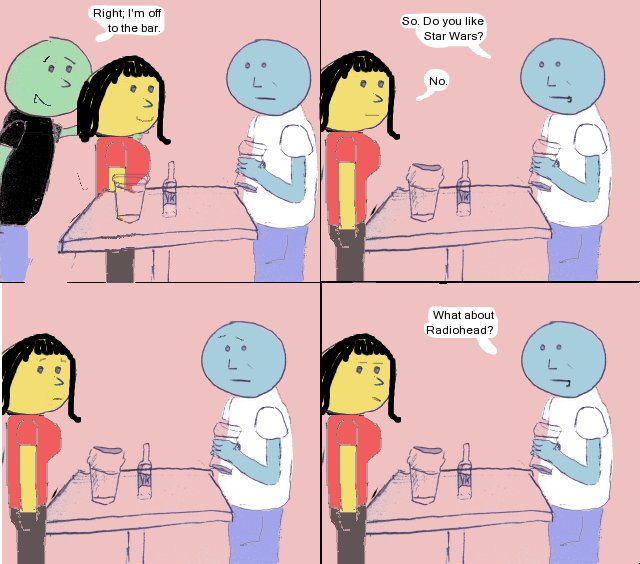 Right; I'm off
to the bar.
So. Do you like
Star Wars?
No.
What about
Radiohead?